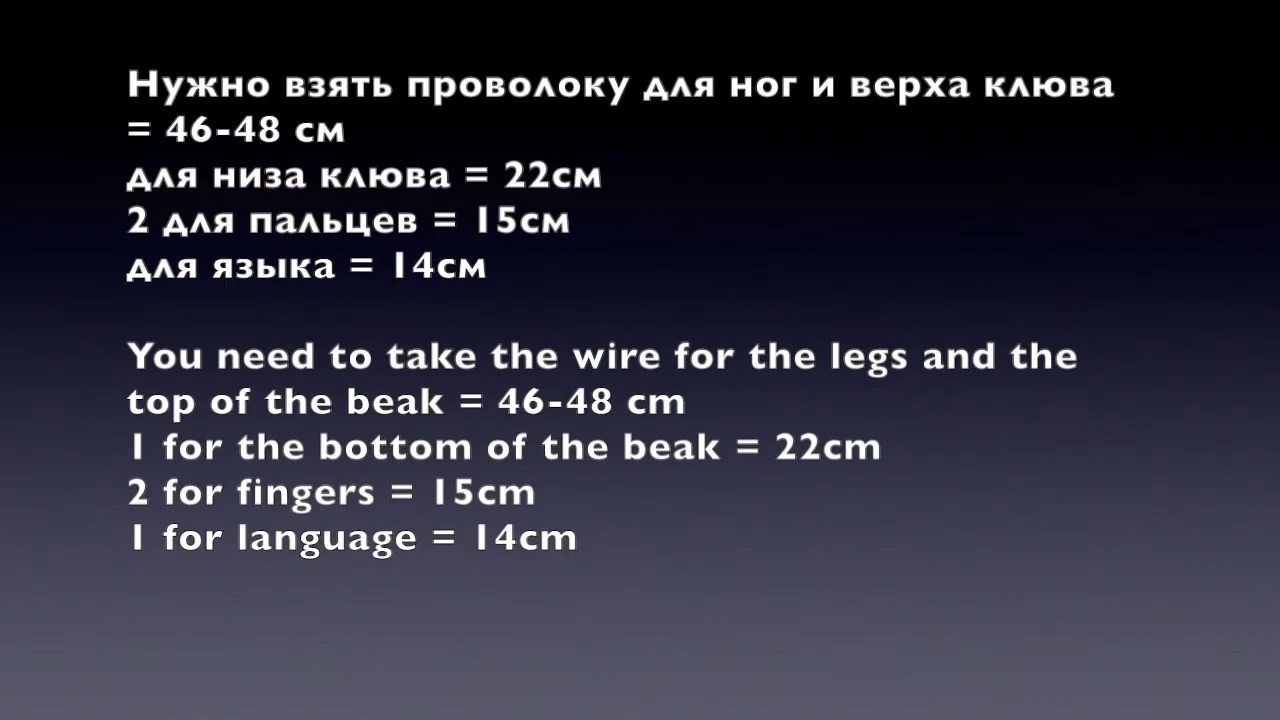 Нужно взять проволоку для ног и верха клюва
= 46-48 см
для низа клюва = 22см
2 для пальцев = 15см
для языка = 14см
You need to take the wire for the legs and the
top of the beak = 46-48 cm
1 for the bottom of the beak = 22cm
2 for fingers = 15cm
1 for language = 14cm